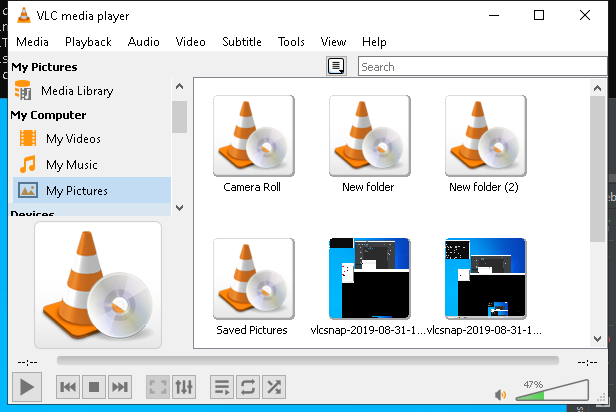 VLC media player
Media Playback Audio Video Subtitle Tools View Help
My Pictures
Search
Media Library
My Computer
My Videos
My Music
My Pictures
Devices
Camera Roll
New folder
New folder (2)
Saved Pictures
vlcsnap-2019-08-31-1...
vlcsnap-2019-08-31-1...
--:--
--:--
47%